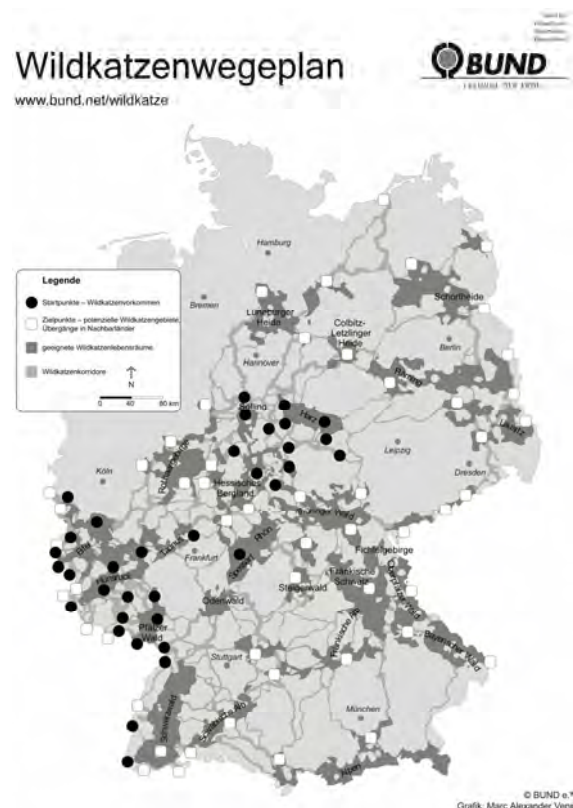 Wildkatzenwegeplan
www.bund.net/wildkatze
BUND
Hamburg
Bremen
Lüneburger
Heide
Schorfheide
Colbitz-
Letzlinger
Heide
Berlin
Hannover
Legende
Startpunkte – Wildkatzenvorkommen
Zielpunkte – potenzielle Wildkatzengebiete,
Übergänge in Nachbarländer
geeignete Wildkatzenlebensräume
Wildkatzenkorridore
N
0 40 80 km
Solling
Harz
Leipzig
Dresden
Köln
Rothaargebirge
Hessisches
Bergland
Thüringer Wald
Eifel
Taunus
Frankfurt
Rhön
Spessart
Hunsrück
Fichtelgebirge
Fränkische
Schweiz
Steigerwald
Oberpfälzer Wald
Odenwald
Pfälzer
Wald
Fränkische Alb
Bayerischer Wald
Stuttgart
Schwarzwald
Schwäbische Alb
München
Alpen
© BUND e.V
Grafik: Marc Alexander